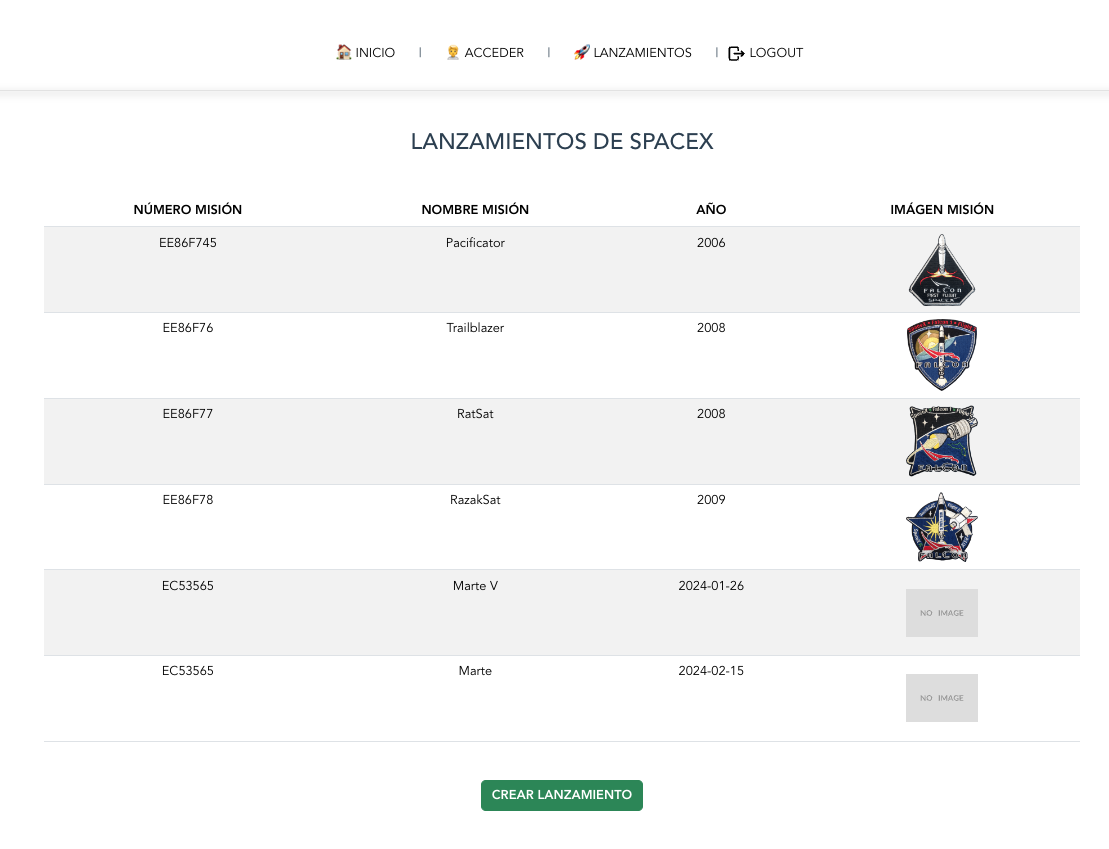 INICIO | ACCEDER | LANZAMIENTOS | LOGOUT
LANZAMIENTOS DE SPACEX
NÚMERO MISIÓN NOMBRE MISIÓN AÑO IMÁGEN MISIÓN
EE86F745 Pacificator 2006
FALCON
FIRST FLIGHT
SPACEX
EE86F76 Trailblazer 2008
FALCON
EE86F77 RatSat 2008
Falcon 1
FALCON
EE86F78 RazakSat 2009
FALCON
EC53565 Marte V 2024-01-26
NO IMAGE
EC53565 Marte 2024-02-15
NO IMAGE
CREAR LANZAMIENTO